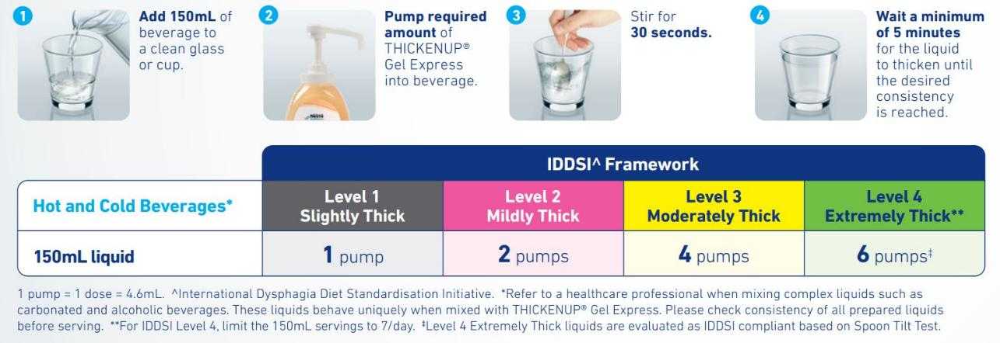 1
Add 150mL of
beverage to
a clean glass
or cup.
2
Pump required
amount of
THICKENUP®
Gel Express
into beverage.
Nestlé
3
Stir for
30 seconds.
4
Wait a minimum
of 5 minutes
for the liquid
to thicken until
the desired
consistency
is reached.
IDDSI^ Framework
Hot and Cold Beverages*
Level 1
Slightly Thick
Level 2
Mildly Thick
Level 3
Moderately Thick
Level 4
Extremely Thick**
150mL liquid
1 pump
2 pumps
4 pumps
6 pumps‡
1 pump = 1 dose = 4.6mL. ^International Dysphagia Diet Standardisation Initiative. *Refer to a healthcare professional when mixing complex liquids such as
carbonated and alcoholic beverages. These liquids behave uniquely when mixed with THICKENUP® Gel Express. Please check consistency of all prepared liquids
before serving. **For IDDSI Level 4, limit the 150mL servings to 7/day. ‡Level 4 Extremely Thick liquids are evaluated as IDDSI compliant based on Spoon Tilt Test.